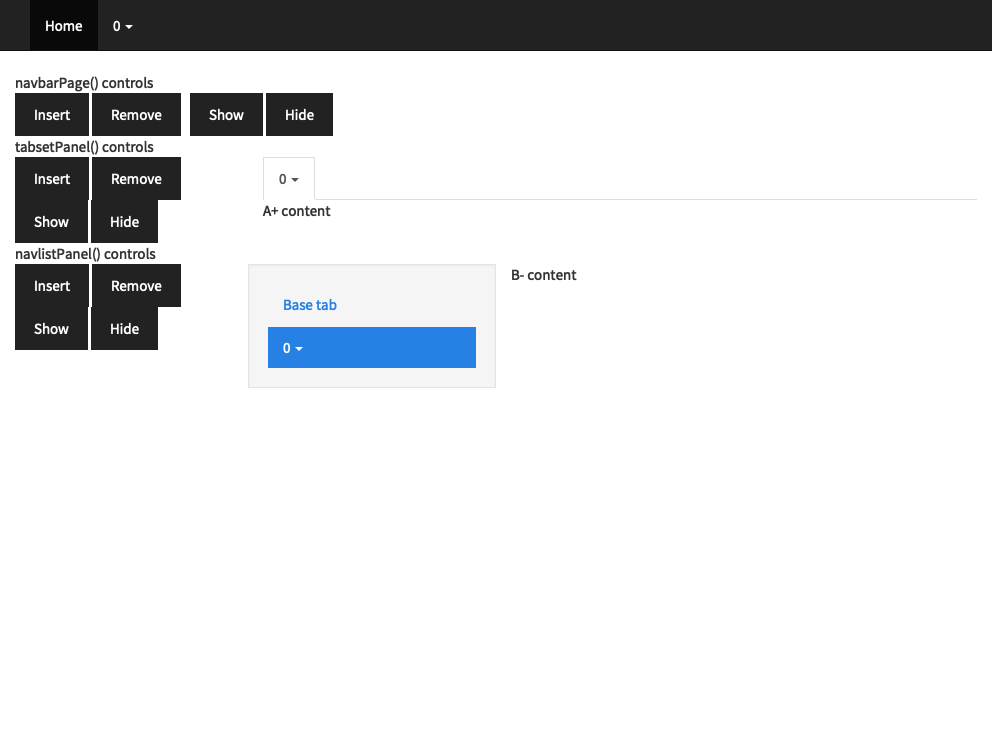 Home 0
navbarPage() controls
Insert Remove Show Hide
tabsetPanel() controls
Insert Remove 0
Show Hide A+ content
navlistPanel() controls
Insert Remove Base tab B- content
Show Hide 0